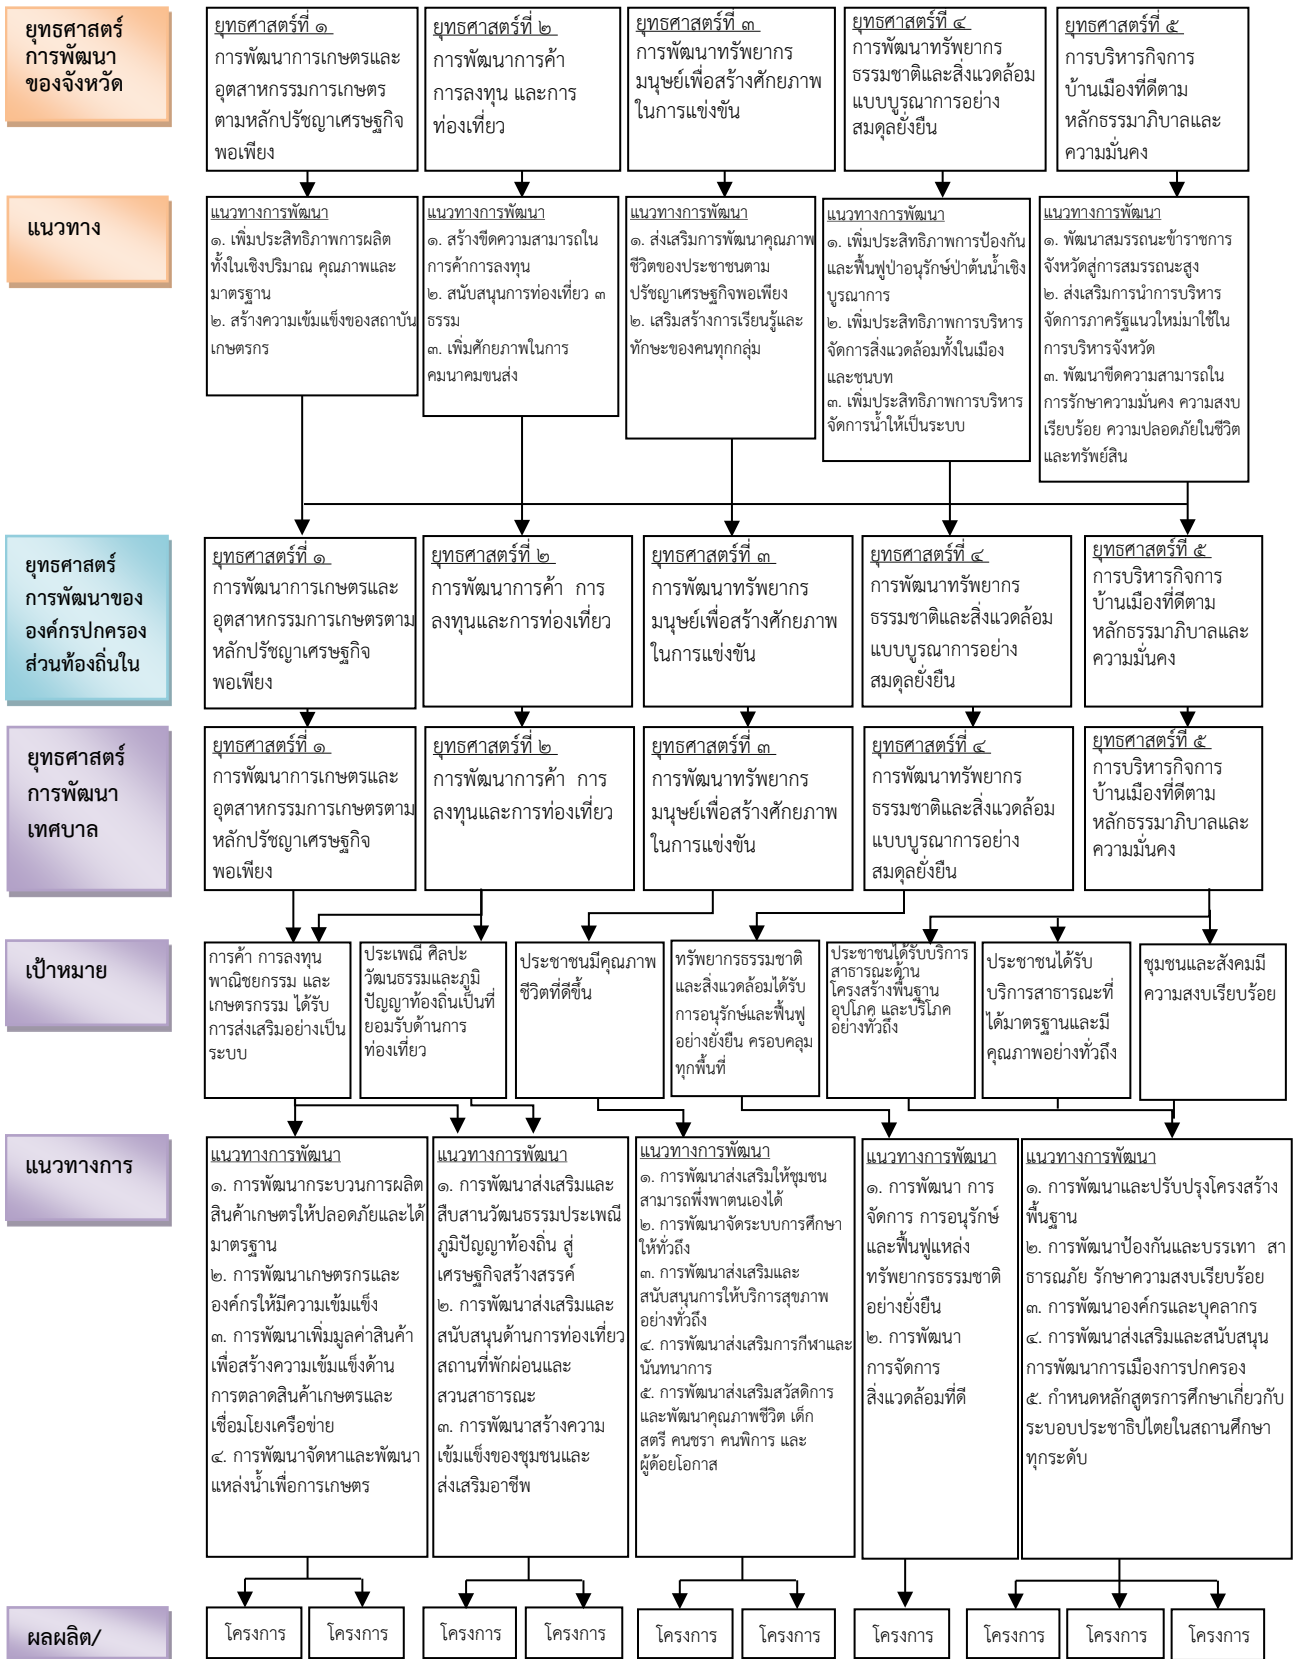 ยุทธศาสตร์
การพัฒนา
ของจังหวัด
ยุทธศาสตร์ที่ ๑
การพัฒนาการเกษตรและ
อุตสาหกรรมการเกษตร
ตามหลักปรัชญาเศรษฐกิจ
พอเพียง
ยุทธศาสตร์ที่ ๒
การพัฒนาการค้า
การลงทุน และการ
ท่องเที่ยว
ยุทธศาสตร์ที่ ๓
การพัฒนาทรัพยากร
มนุษย์เพื่อสร้างศักยภาพ
ในการแข่งขัน
ยุทธศาสตร์ที่ ๔
การพัฒนาทรัพยากร
ธรรมชาติและสิ่งแวดล้อม
แบบบูรณาการอย่าง
สมดุลยั่งยืน
ยุทธศาสตร์ที่ ๕
การบริหารกิจการ
บ้านเมืองที่ดีตาม
หลักธรรมาภิบาลและ
ความมั่นคง
แนวทาง
แนวทางการพัฒนา
๑. เพิ่มประสิทธิภาพการผลิต
ทั้งในเชิงปริมาณ คุณภาพและ
มาตรฐาน
๒. สร้างความเข้มแข็งของสถาบัน
เกษตรกร
แนวทางการพัฒนา
๑. สร้างขีดความสามารถใน
การค้าการลงทุน
๒. สนับสนุนการท่องเที่ยว ๓
ธรรม
๓. เพิ่มศักยภาพในการ
คมนาคมขนส่ง
แนวทางการพัฒนา
๑. ส่งเสริมการพัฒนาคุณภาพ
ชีวิตของประชาชนตาม
ปรัชญาเศรษฐกิจพอเพียง
๒. เสริมสร้างการเรียนรู้และ
ทักษะของคนทุกกลุ่ม
แนวทางการพัฒนา
๑. เพิ่มประสิทธิภาพการป้องกัน
และฟื้นฟูป่าอนุรักษ์ป่าต้นน้ำเชิง
บูรณาการ
๒. เพิ่มประสิทธิภาพการบริหาร
จัดการสิ่งแวดล้อมทั้งในเมือง
และชนบท
๓. เพิ่มประสิทธิภาพการบริหาร
จัดการน้ำให้เป็นระบบ
แนวทางการพัฒนา
๑. พัฒนาสมรรถนะข้าราชการ
จังหวัดสู่การสมรรถนะสูง
๒. ส่งเสริมการนำการบริหาร
จัดการภาครัฐแนวใหม่มาใช้ใน
การบริหารจังหวัด
๓. พัฒนาขีดความสามารถใน
การรักษาความมั่นคง ความสงบ
เรียบร้อย ความปลอดภัยในชีวิต
และทรัพย์สิน
ยุทธศาสตร์
การพัฒนาของ
องค์กรปกครอง
ส่วนท้องถิ่นใน
ยุทธศาสตร์ที่ ๑
การพัฒนาการเกษตรและ
อุตสาหกรรมการเกษตรตาม
หลักปรัชญาเศรษฐกิจ
พอเพียง
ยุทธศาสตร์ที่ ๒
การพัฒนาการค้า การ
ลงทุนและการท่องเที่ยว
ยุทธศาสตร์ที่ ๓
การพัฒนาทรัพยากร
มนุษย์เพื่อสร้างศักยภาพ
ในการแข่งขัน
ยุทธศาสตร์ที่ ๔
การพัฒนาทรัพยากร
ธรรมชาติและสิ่งแวดล้อม
แบบบูรณาการอย่าง
สมดุลยั่งยืน
ยุทธศาสตร์ที่ ๕
การบริหารกิจการ
บ้านเมืองที่ดีตาม
หลักธรรมาภิบาลและ
ความมั่นคง
ยุทธศาสตร์
การพัฒนา
เทศบาล
ยุทธศาสตร์ที่ ๑
การพัฒนาการเกษตรและ
อุตสาหกรรมการเกษตรตาม
หลักปรัชญาเศรษฐกิจ
พอเพียง
ยุทธศาสตร์ที่ ๒
การพัฒนาการค้า การ
ลงทุนและการท่องเที่ยว
ยุทธศาสตร์ที่ ๓
การพัฒนาทรัพยากร
มนุษย์เพื่อสร้างศักยภาพ
ในการแข่งขัน
ยุทธศาสตร์ที่ ๔
การพัฒนาทรัพยากร
ธรรมชาติและสิ่งแวดล้อม
แบบบูรณาการอย่าง
สมดุลยั่งยืน
ยุทธศาสตร์ที่ ๕
การบริหารกิจการ
บ้านเมืองที่ดีตาม
หลักธรรมาภิบาลและ
ความมั่นคง
เป้าหมาย
การค้า การลงทุน
พาณิชยกรรม และ
เกษตรกรรม ได้รับ
การส่งเสริมอย่างเป็น
ระบบ
ประเพณี ศิลปะ
วัฒนธรรมและภูมิ
ปัญญาท้องถิ่นเป็นที่
ยอมรับด้านการ
ท่องเที่ยว
ประชาชนมีคุณภาพ
ชีวิตที่ดีขึ้น
ทรัพยากรธรรมชาติ
และสิ่งแวดล้อมได้รับ
การอนุรักษ์และฟื้นฟู
อย่างยั่งยืน ครอบคลุม
ทุกพื้นที่
ประชาชนได้รับบริการ
สาธารณะด้าน
โครงสร้างพื้นฐาน
อุปโภค และบริโภค
อย่างทั่วถึง
ประชาชนได้รับ
บริการสาธารณะที่
ได้มาตรฐานและมี
คุณภาพอย่างทั่วถึง
ชุมชนและสังคมมี
ความสงบเรียบร้อย
แนวทางการ
แนวทางการพัฒนา
๑. การพัฒนากระบวนการผลิต
สินค้าเกษตรให้ปลอดภัยและได้
มาตรฐาน
๒. การพัฒนาเกษตรกรและ
องค์กรให้มีความเข้มแข็ง
๓. การพัฒนาเพิ่มมูลค่าสินค้า
เพื่อสร้างความเข้มแข็งด้าน
การตลาดสินค้าเกษตรและ
เชื่อมโยงเครือข่าย
๔. การพัฒนาจัดหาและพัฒนา
แหล่งน้ำเพื่อการเกษตร
แนวทางการพัฒนา
๑. การพัฒนาส่งเสริมและ
สืบสานวัฒนธรรมประเพณี
ภูมิปัญญาท้องถิ่น สู่
เศรษฐกิจสร้างสรรค์
๒. การพัฒนาส่งเสริมและ
สนับสนุนด้านการท่องเที่ยว
สถานที่พักผ่อนและ
สวนสาธารณะ
๓. การพัฒนาสร้างความ
เข้มแข็งของชุมชนและ
ส่งเสริมอาชีพ
แนวทางการพัฒนา
๑. การพัฒนาส่งเสริมให้ชุมชน
สามารถพึ่งพาตนเองได้
๒. การพัฒนาจัดระบบการศึกษา
ให้ทั่วถึง
๓. การพัฒนาส่งเสริมและ
สนับสนุนการให้บริการสุขภาพ
อย่างทั่วถึง
๔. การพัฒนาส่งเสริมการกีฬาและ
นันทนาการ
๕. การพัฒนาส่งเสริมสวัสดิการ
และพัฒนาคุณภาพชีวิต เด็ก
สตรี คนชรา คนพิการ และ
ผู้ด้อยโอกาส
แนวทางการพัฒนา
๑. การพัฒนา การ
จัดการ การอนุรักษ์
และฟื้นฟูแหล่ง
ทรัพยากรธรรมชาติ
อย่างยั่งยืน
๒. การพัฒนา
การจัดการ
สิ่งแวดล้อมที่ดี
แนวทางการพัฒนา
๑. การพัฒนาและปรับปรุงโครงสร้าง
พื้นฐาน
๒. การพัฒนาป้องกันและบรรเทา สา
ธารณภัย รักษาความสงบเรียบร้อย
๓. การพัฒนาองค์กรและบุคลากร
๔. การพัฒนาส่งเสริมและสนับสนุน
การพัฒนาการเมืองการปกครอง
๕. กำหนดหลักสูตรการศึกษาเกี่ยวกับ
ระบอบประชาธิปไตยในสถานศึกษา
ทุกระดับ
ผลผลิต/
โครงการ
โครงการ
โครงการ
โครงการ
โครงการ
โครงการ
โครงการ
โครงการ
โครงการ
โครงการ